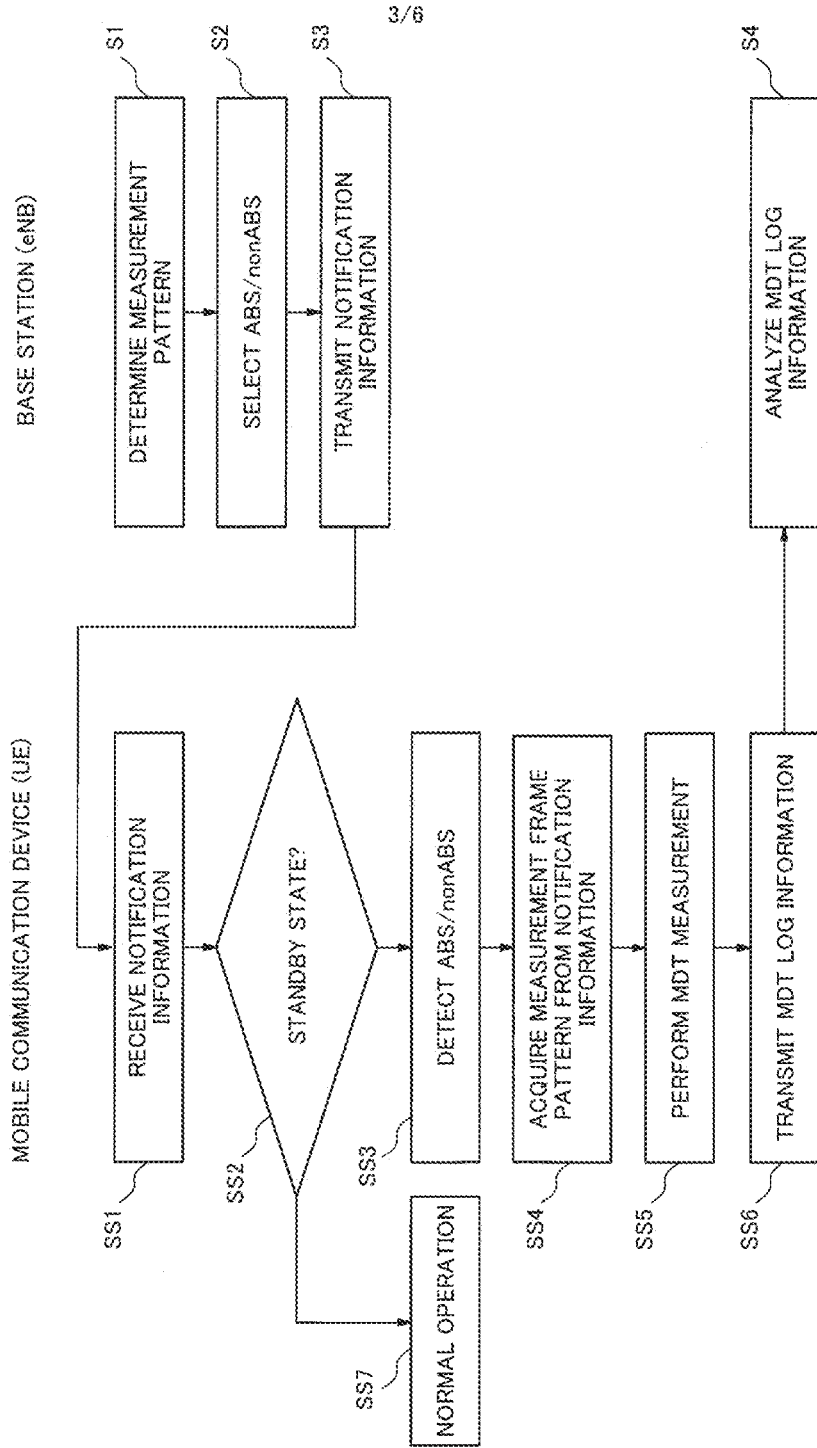 3/6
MOBILE COMMUNICATION DEVICE (UE)
BASE STATION (eNB)
DETERMINE MEASUREMENT
PATTERN
S1
SELECT ABS/nonABS
S2
TRANSMIT NOTIFICATION
INFORMATION
S3
SS1
RECEIVE NOTIFICATION
INFORMATION
SS2
STANDBY STATE?
SS7
NORMAL OPERATION
SS3
DETECT ABS/nonABS
SS4
ACQUIRE MEASUREMENT FRAME
PATTERN FROM NOTIFICATION
INFORMATION
SS5
PERFORM MDT MEASUREMENT
SS6
TRANSMIT MDT LOG INFORMATION
ANALYZE MDT LOG
INFORMATION
S4